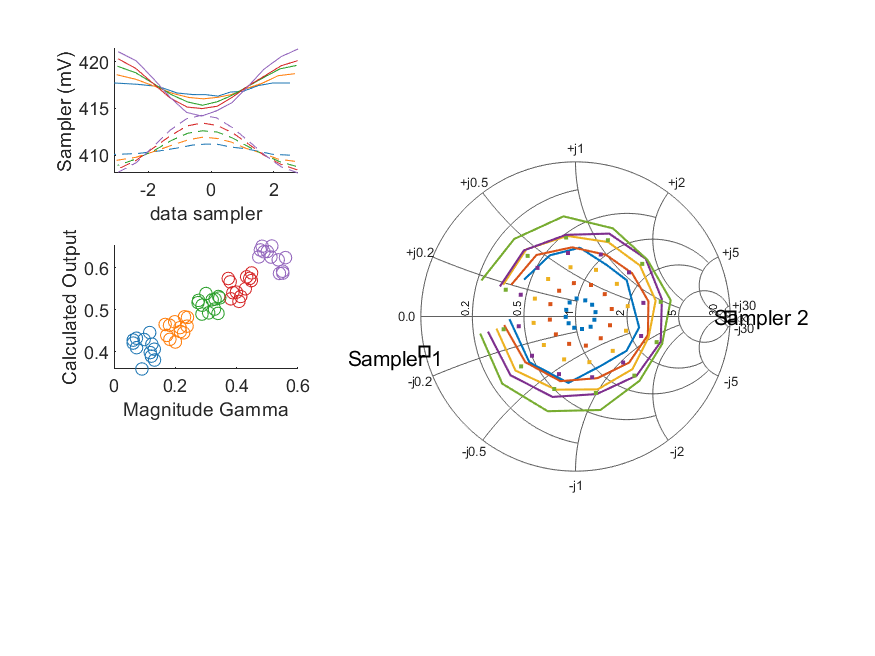 420
415
410
Sampler (mV)
-2 0 2
data sampler
0.6
0.5
0.4
Calculated Output
0 0.2 0.4 0.6
Magnitude Gamma
+j1
+j0.5 +j2
+j0.2 +j5
+j30
0.0 0.2 0.5 1 2 5 30
Sampler 2
-j30
Sampler 1
-j0.2 -j5
-j0.5 -j2
-j1